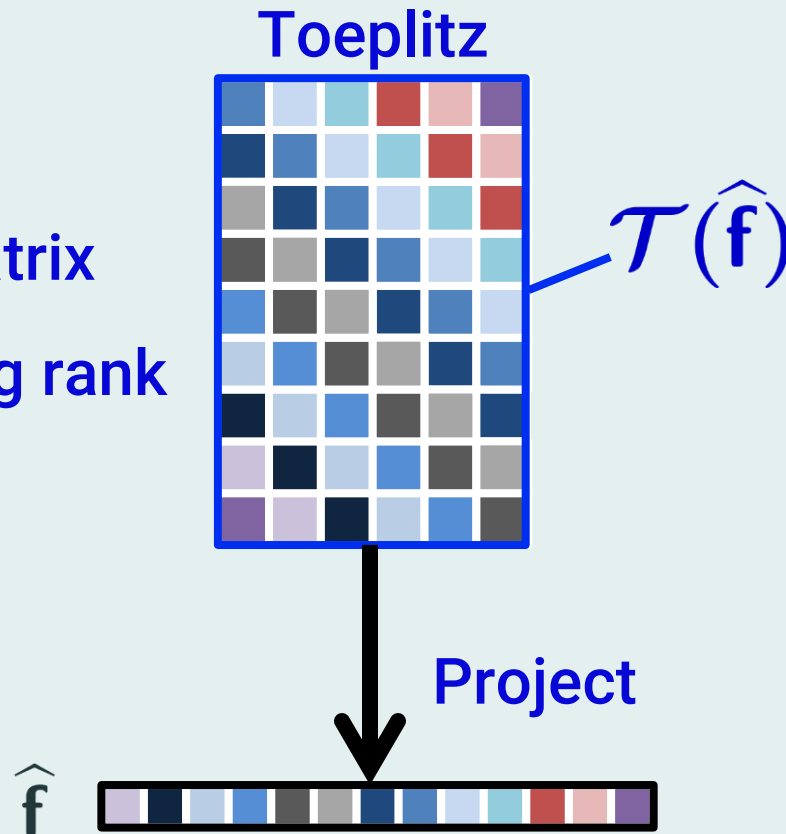 Toeplitz
𝒯(f̂)
trix
g rank
Project
f̂